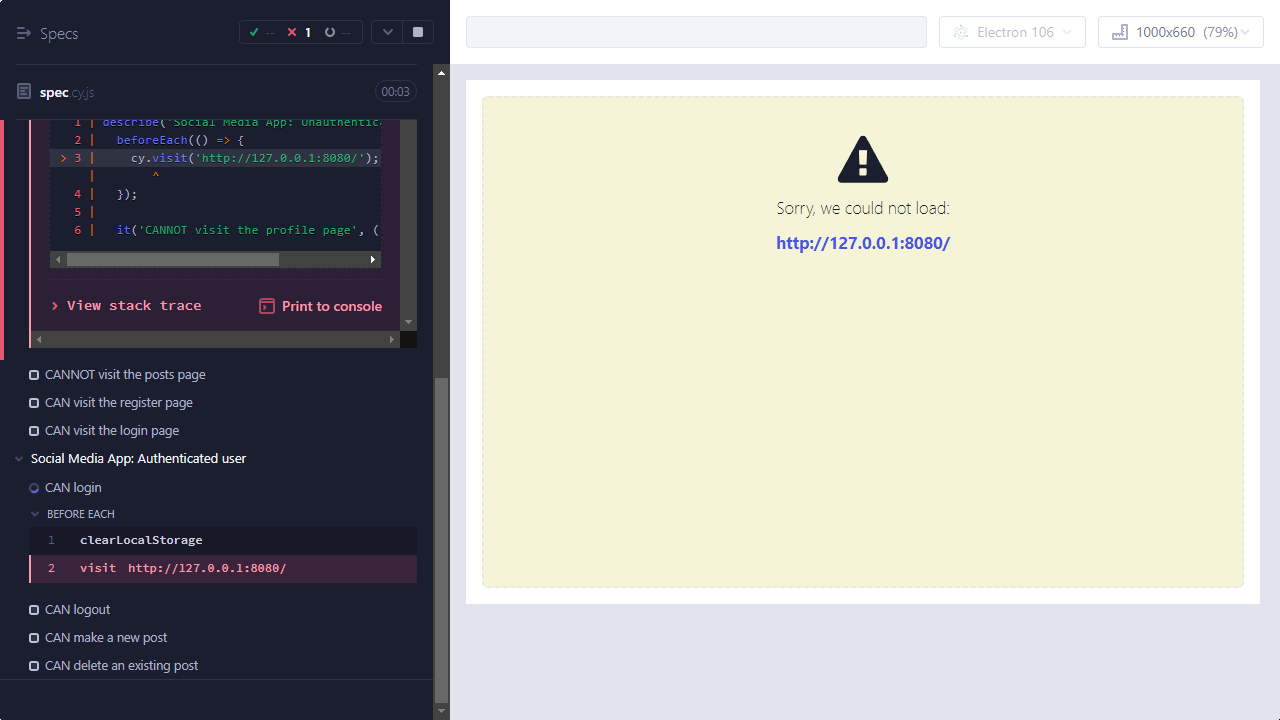 Specs
-- 1 --
spec.cy.js
00:03
1 | describe('Social Media App: Unauthentica
2 | beforeEach(() => {
> 3 | cy.visit('http://127.0.0.1:8080/');
| ^
4 | });
5 |
6 | it('CANNOT visit the profile page', (
View stack trace
Print to console
CANNOT visit the posts page
CAN visit the register page
CAN visit the login page
Social Media App: Authenticated user
CAN login
BEFORE EACH
1 clearLocalStorage
2 visit http://127.0.0.1:8080/
CAN logout
CAN make a new post
CAN delete an existing post
Electron 106
1000x660 (79%)
Sorry, we could not load:
http://127.0.0.1:8080/